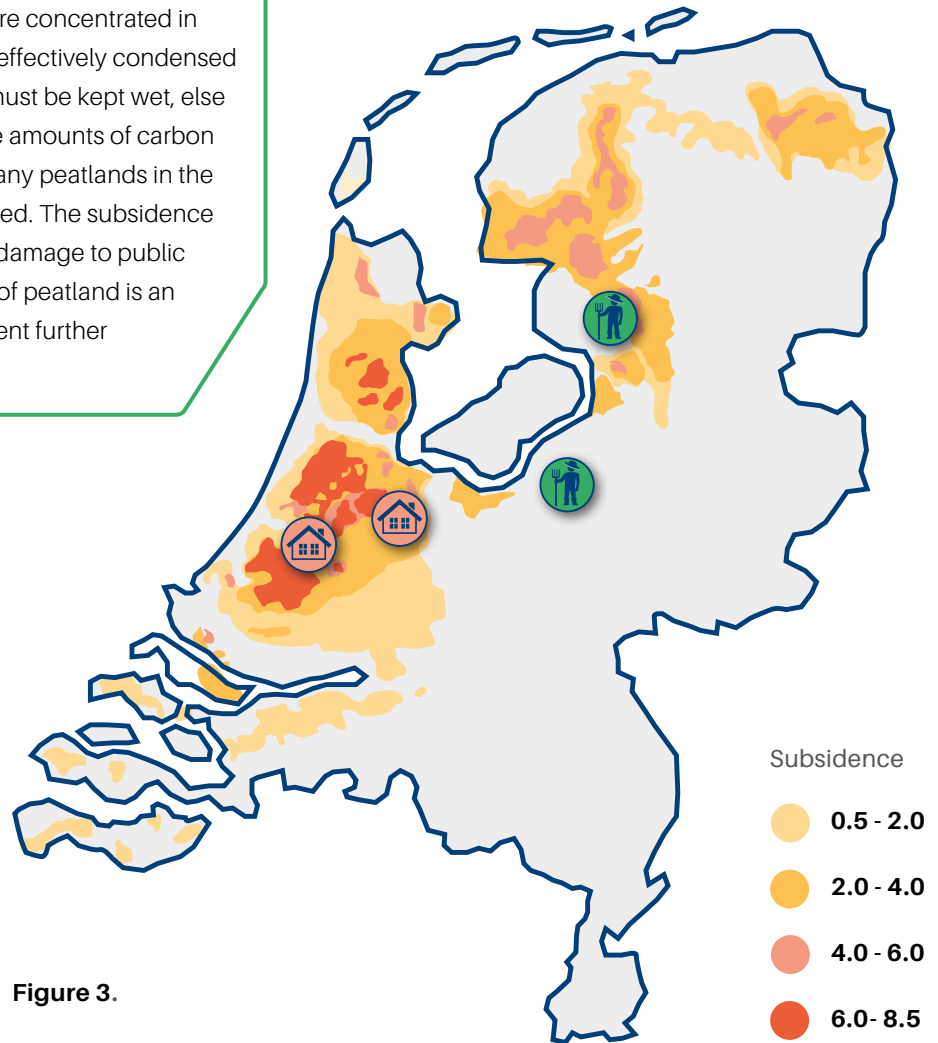 re concentrated in
effectively condensed
must be kept wet, else
e amounts of carbon
any peatlands in the
ed. The subsidence
damage to public
of peatland is an
ent further
Subsidence
0.5 - 2.0
2.0 - 4.0
4.0 - 6.0
6.0- 8.5
Figure 3.